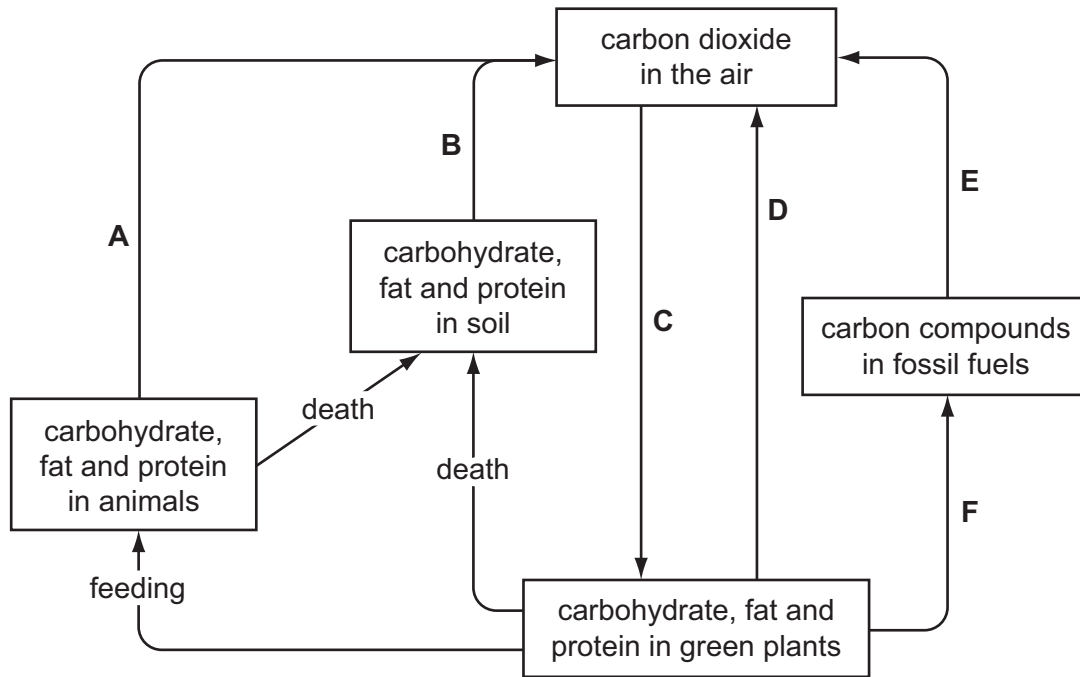 carbon dioxide
in the air
B
E
A
D
carbohydrate,
fat and protein
in soil
C
carbon compounds
in fossil fuels
death
carbohydrate,
fat and protein
in animals
death
F
feeding
carbohydrate, fat and
protein in green plants